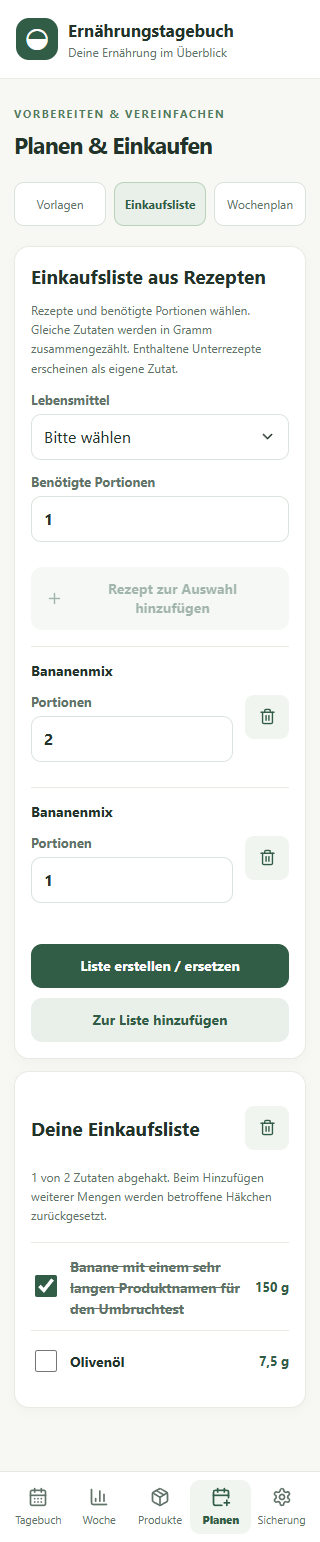 Ernährungstagebuch
Deine Ernährung im Überblick
VORBEREITEN & VEREINFACHEN
Planen & Einkaufen
Vorlagen
Einkaufsliste
Wochenplan
Einkaufsliste aus Rezepten
Rezepte und benötigte Portionen wählen.
Gleiche Zutaten werden in Gramm
zusammengezählt. Enthaltene Unterrezepte
erscheinen als eigene Zutat.
Lebensmittel
Bitte wählen
Benötigte Portionen
1
Rezept zur Auswahl
hinzufügen
Bananenmix
Portionen
2
Bananenmix
Portionen
1
Liste erstellen / ersetzen
Zur Liste hinzufügen
Deine Einkaufsliste
1 von 2 Zutaten abgehakt. Beim Hinzufügen
weiterer Mengen werden betroffene Häkchen
zurückgesetzt.
Banane mit einem sehr
langen Produktnamen für
den Umbruchtest
150 g
Olivenöl
7,5 g
Tagebuch
Woche
Produkte
Planen
Sicherung